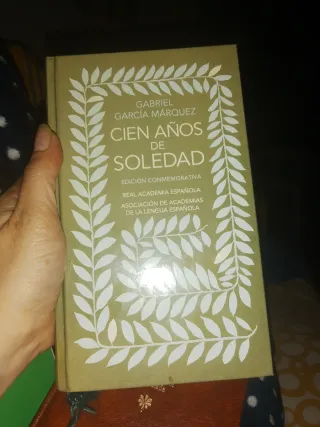 GABRIEL
GARCÍA MÁRQUEZ
CIEN AÑOS
DE
SOLEDAD
EDICIÓN CONMEMORATIVA
REAL ACADEMIA ESPAÑOLA
ASOCIACIÓN DE ACADEMIAS
DE LA LENGUA ESPAÑOLA